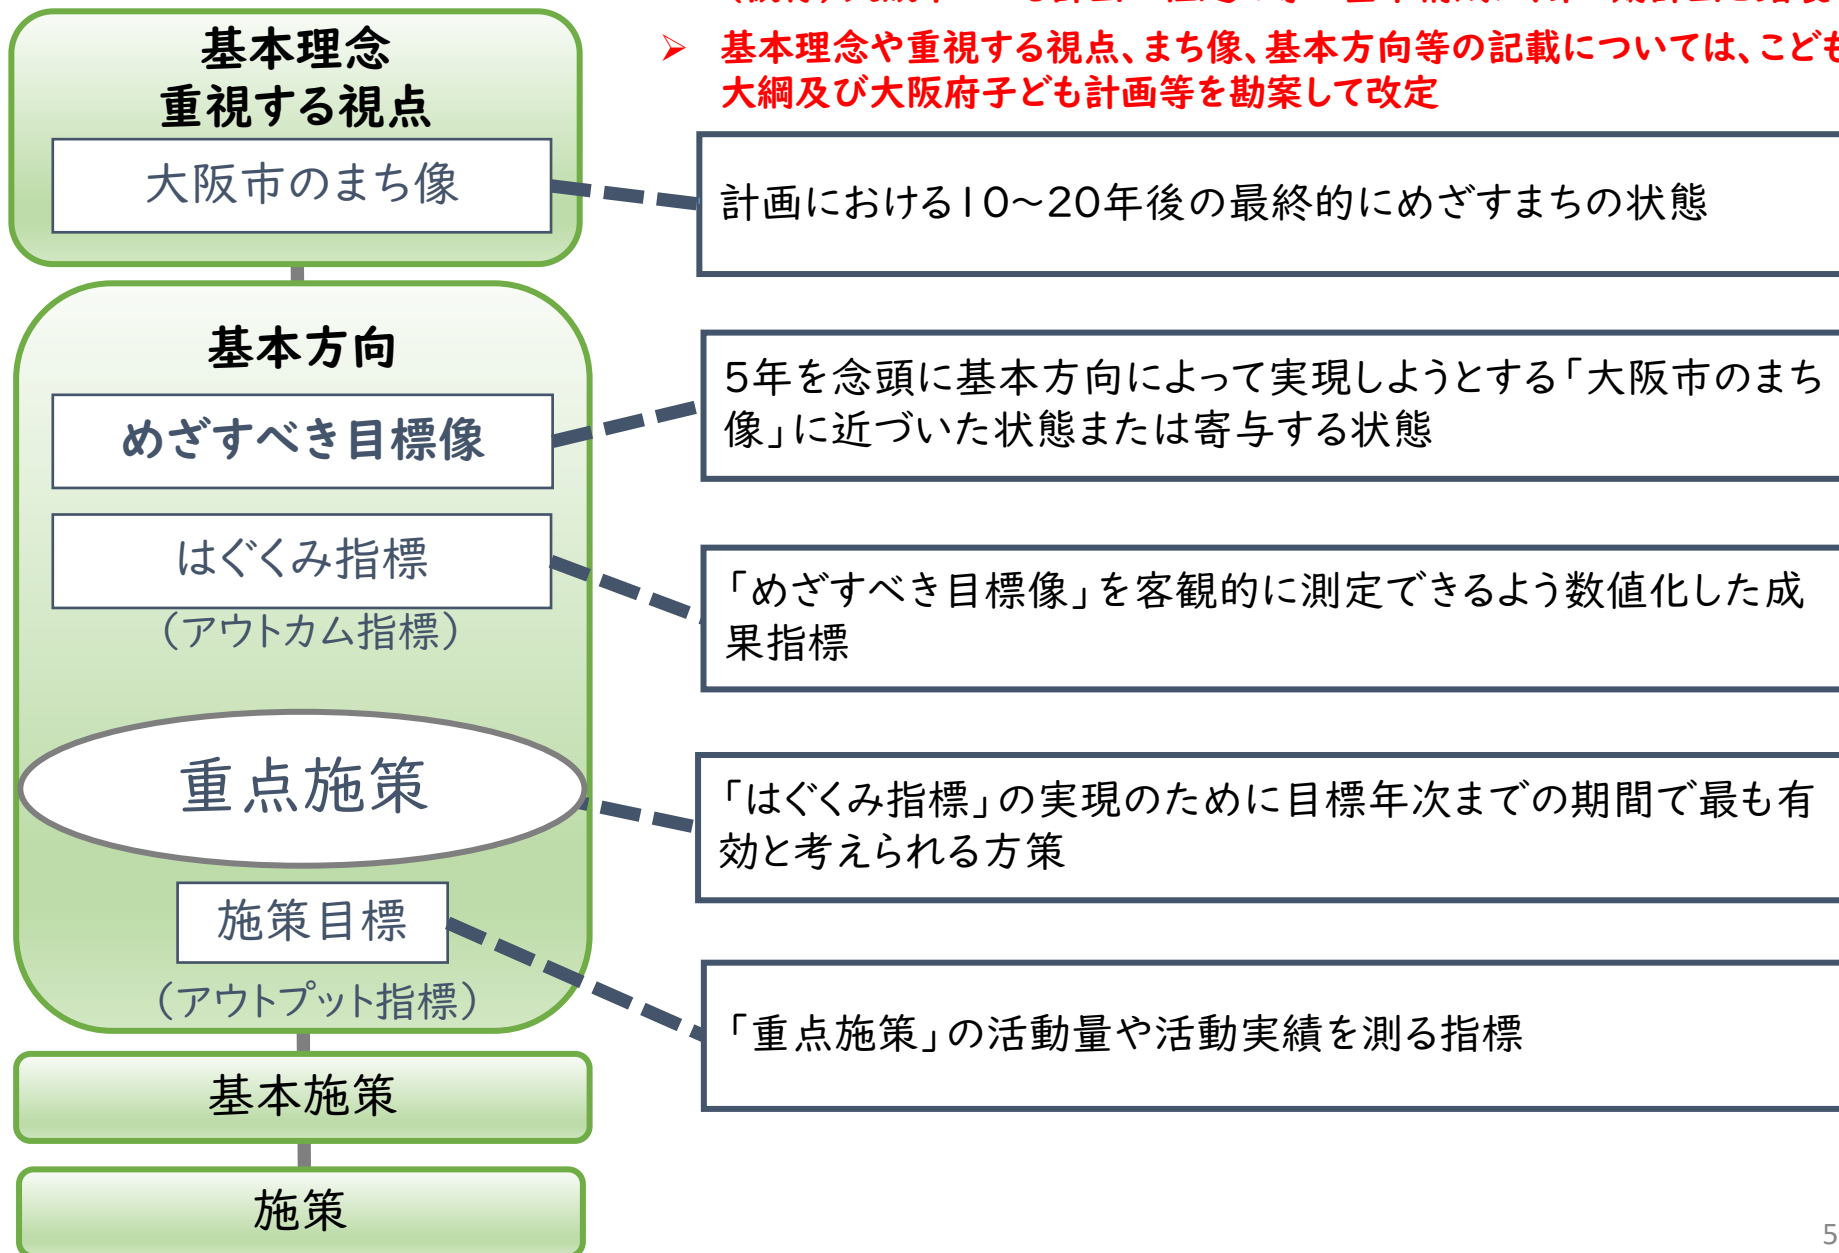 基本理念
重視する視点
大阪市のまち像
➢ 基本理念や重視する視点、まち像、基本方向等の記載については、こども
大綱及び大阪府子ども計画等を勘案して改定
計画における10～20年後の最終的にめざすまちの状態
基本方向
めざすべき目標像
5年を念頭に基本方向によって実現しようとする「大阪市のまち
像」に近づいた状態または寄与する状態
はぐくみ指標
（アウトカム指標）
「めざすべき目標像」を客観的に測定できるよう数値化した成
果指標
重点施策
「はぐくみ指標」の実現のために目標年次までの期間で最も有
効と考えられる方策
施策目標
（アウトプット指標）
「重点施策」の活動量や活動実績を測る指標
基本施策
施策
5